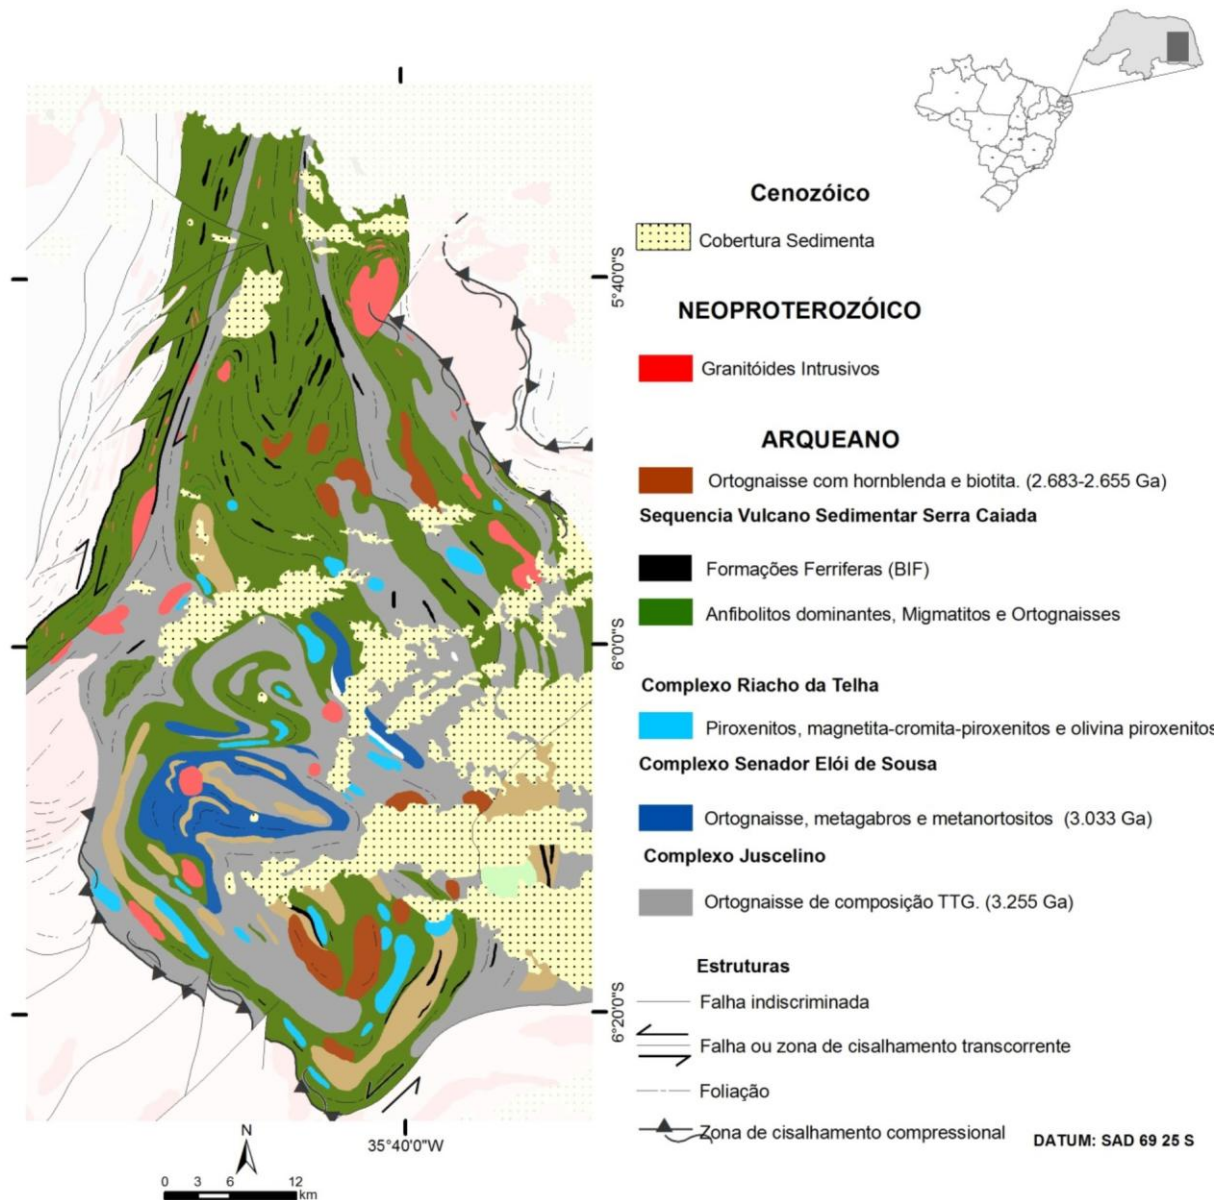 Cenozóico
Cobertura Sedimenta
5°40'0"S
NEOPROTEROZÓICO
Granitóides Intrusivos
ARQUEANO
Ortognaisse com hornblenda e biotita. (2.683-2.655 Ga)
Sequencia Vulcano Sedimentar Serra Caiada
Formações Ferriferas (BIF)
Anfibolitos dominantes, Migmatitos e Ortognaisses
6°0'0"S
Complexo Riacho da Telha
Piroxenitos, magnetita-cromita-piroxenitos e olivina piroxenitos
Complexo Senador Elói de Sousa
Ortognaisse, metagabros e metanortositos (3.033 Ga)
Complexo Juscelino
Ortognaisse de composição TTG. (3.255 Ga)
Estruturas
Falha indiscriminada
6°20'0"S
Falha ou zona de cisalhamento transcorrente
Foliação
Zona de cisalhamento compressional
DATUM: SAD 69 25 S
35°40'0"W
N
0 3 6 12
km